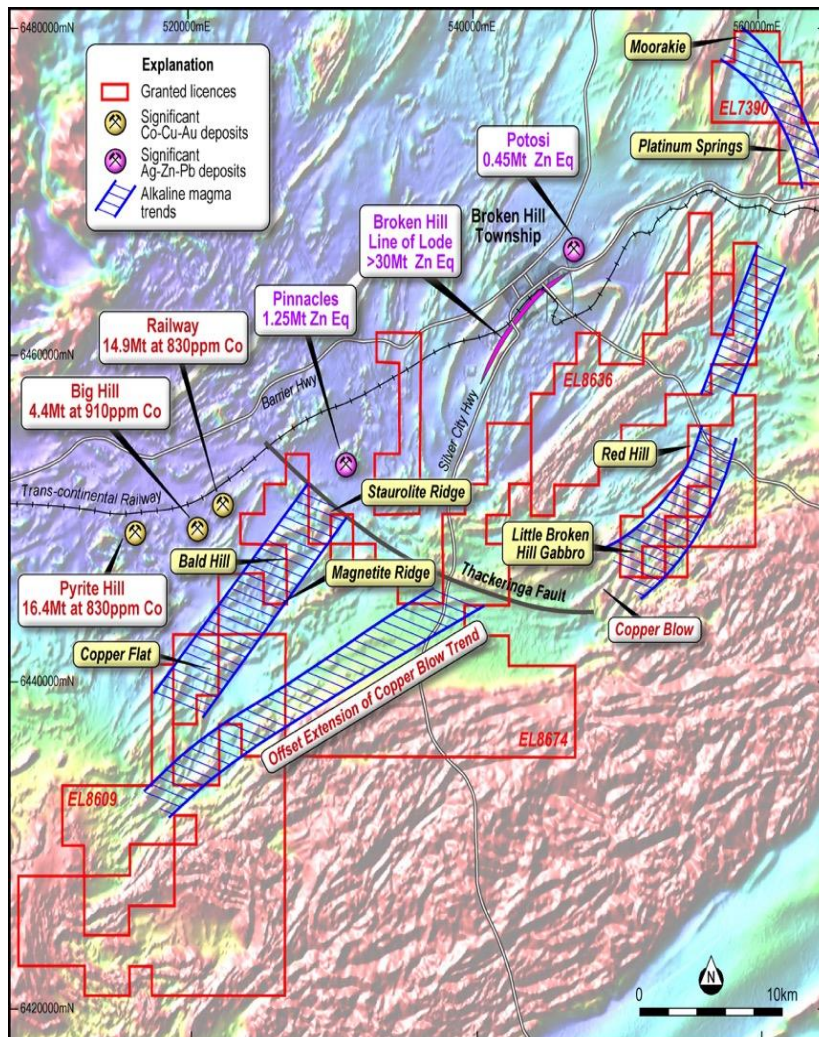 520000mE
540000mE
560000mE
6480000mN
Explanation
Granted licences
Significant
Co-Cu-Au deposits
Significant
Ag-Zn-Pb deposits
Alkaline magma
trends
Moorakie
EL7390
Platinum Springs
Potosi
0.45Mt Zn Eq
Broken Hill
Line of Lode
>30Mt Zn Eq
Broken Hill
Township
Pinnacles
1.25Mt Zn Eq
Railway
14.9Mt at 830ppm Co
6460000mN
Big Hill
4.4Mt at 910ppm Co
Barrier Hwy
EL8636
Silver City Hwy
Red Hill
Trans-continental Railway
Staurolite Ridge
Little Broken
Hill Gabbro
Bald Hill
Magnetite Ridge
Thackeringa Fault
Pyrite Hill
16.4Mt at 830ppm Co
Copper Blow
Copper Flat
6440000mN
Offset Extension of Copper Blow Trend
EL8674
EL8609
N
0
10km
6420000mN